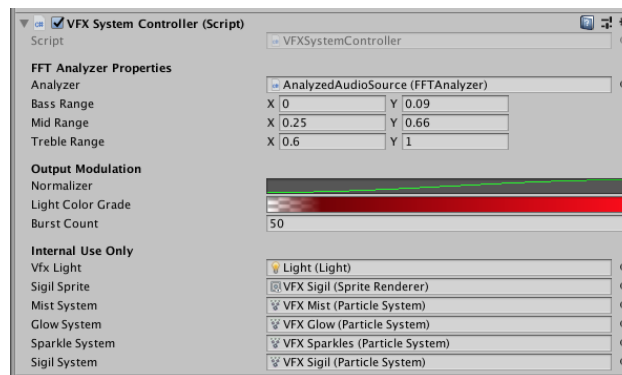 VFX System Controller (Script)
Script VFXSystemController
FFT Analyzer Properties
Analyzer AnalyzedAudioSource (FFTAnalyzer)
Bass Range X 0 Y 0.09
Mid Range X 0.25 Y 0.66
Treble Range X 0.6 Y 1
Output Modulation
Normalizer
Light Color Grade
Burst Count 50
Internal Use Only
Vfx Light Light (Light)
Sigil Sprite VFX Sigil (Sprite Renderer)
Mist System VFX Mist (Particle System)
Glow System VFX Glow (Particle System)
Sparkle System VFX Sparkles (Particle System)
Sigil System VFX Sigil (Particle System)